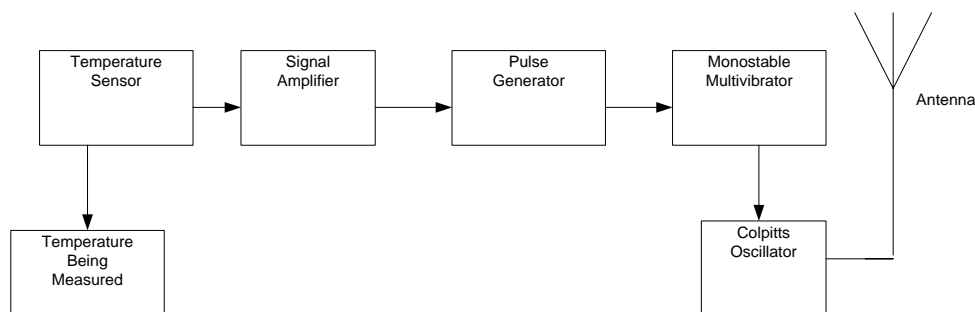 Temperature
Sensor
Signal
Amplifier
Pulse
Generator
Monostable
Multivibrator
Antenna
Temperature
Being
Measured
Colpitts
Oscillator